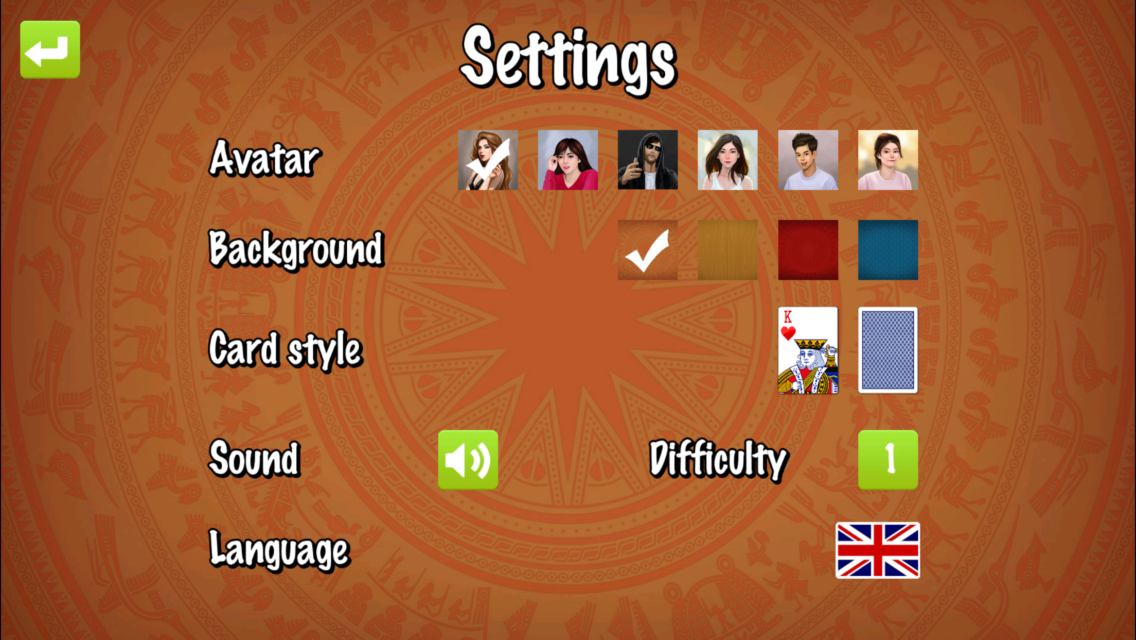 Settings
Avatar
Background
Card style
K
Sound
Difficulty
1
Language